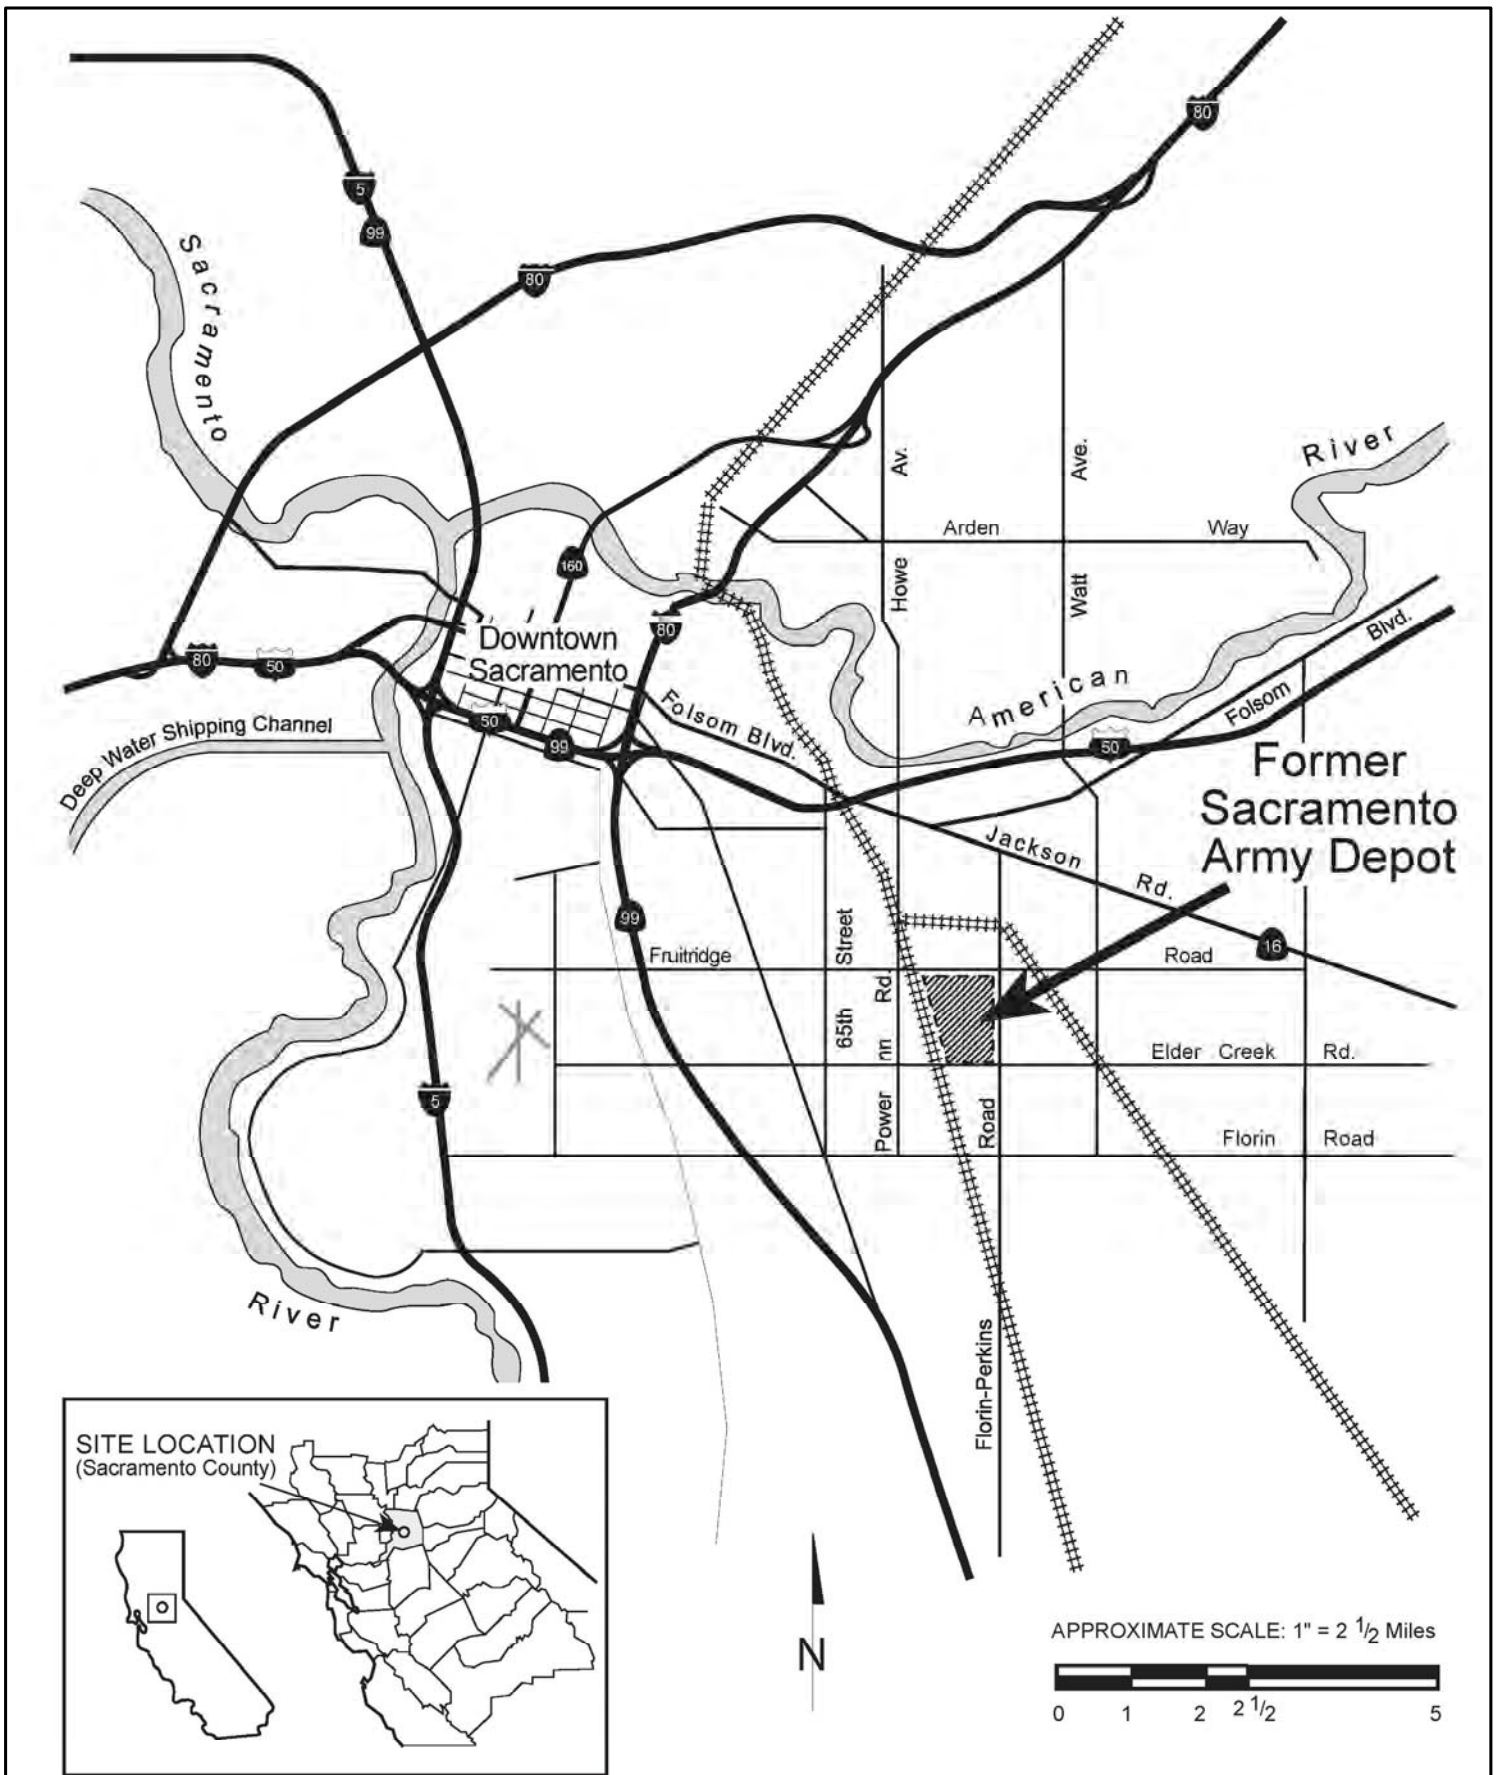 80
5
99
80
Sacramento
River
Av.
Ave.
Arden
Way
160
Howe
Watt
80
Downtown
Sacramento
80
50
Blvd.
Folsom
American
Folsom Blvd.
Deep Water Shipping Channel
50
99
50
Former
Sacramento
Army Depot
Jackson
Rd.
16
99
Street
65th
Fruitridge
Road
Rd.
nn
Power
Elder Creek
Rd.
5
Road
Florin
Road
River
Florin-Perkins
SITE LOCATION
(Sacramento County)
N
APPROXIMATE SCALE: 1" = 2 1/2 Miles
0 1 2 2 1/2 5